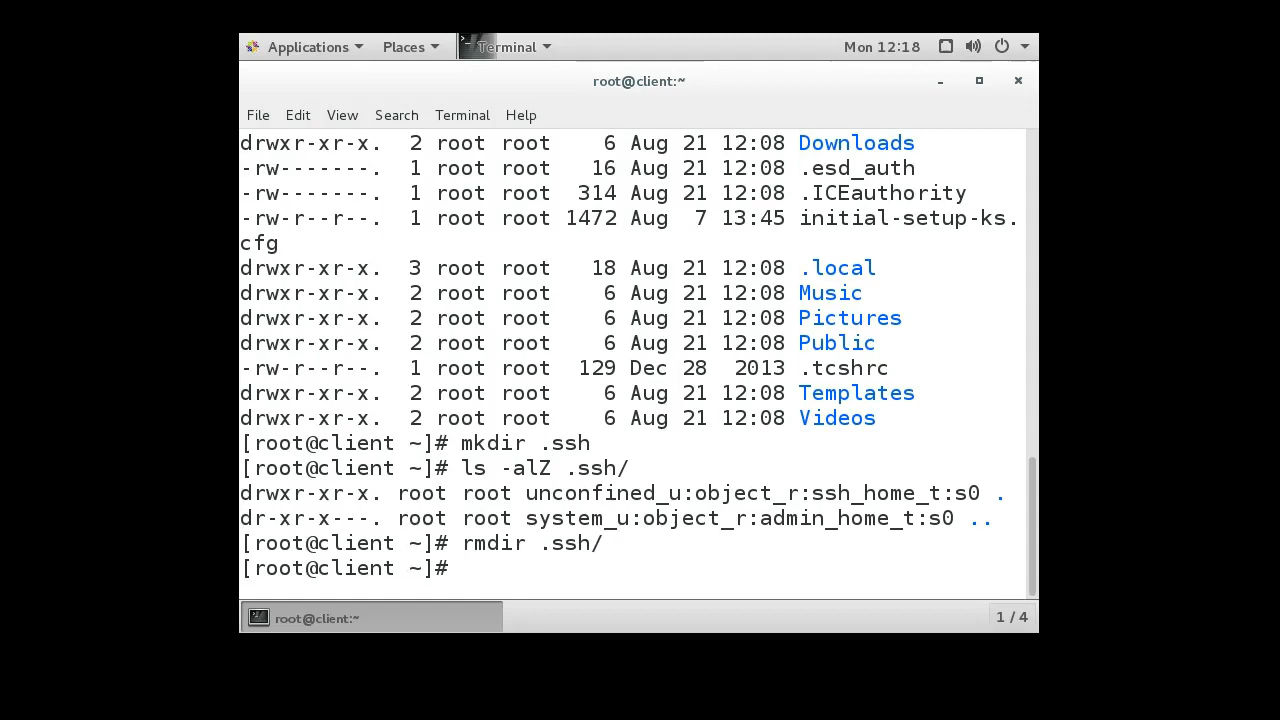 Applications Places Terminal Mon 12:18
root@client:~
File Edit View Search Terminal Help
drwxr-xr-x.  2 root root    6 Aug 21 12:08 Downloads
-rw-------.  1 root root   16 Aug 21 12:08 .esd_auth
-rw-------.  1 root root  314 Aug 21 12:08 .ICEauthority
-rw-r--r--.  1 root root 1472 Aug  7 13:45 initial-setup-ks.
cfg
drwxr-xr-x.  3 root root   18 Aug 21 12:08 .local
drwxr-xr-x.  2 root root    6 Aug 21 12:08 Music
drwxr-xr-x.  2 root root    6 Aug 21 12:08 Pictures
drwxr-xr-x.  2 root root    6 Aug 21 12:08 Public
-rw-r--r--.  1 root root  129 Dec 28  2013 .tcshrc
drwxr-xr-x.  2 root root    6 Aug 21 12:08 Templates
drwxr-xr-x.  2 root root    6 Aug 21 12:08 Videos
[root@client ~]# mkdir .ssh
[root@client ~]# ls -alZ .ssh/
drwxr-xr-x. root root unconfined_u:object_r:ssh_home_t:s0 .
dr-xr-x---. root root system_u:object_r:admin_home_t:s0 ..
[root@client ~]# rmdir .ssh/
[root@client ~]#
root@client:~ 1 / 4